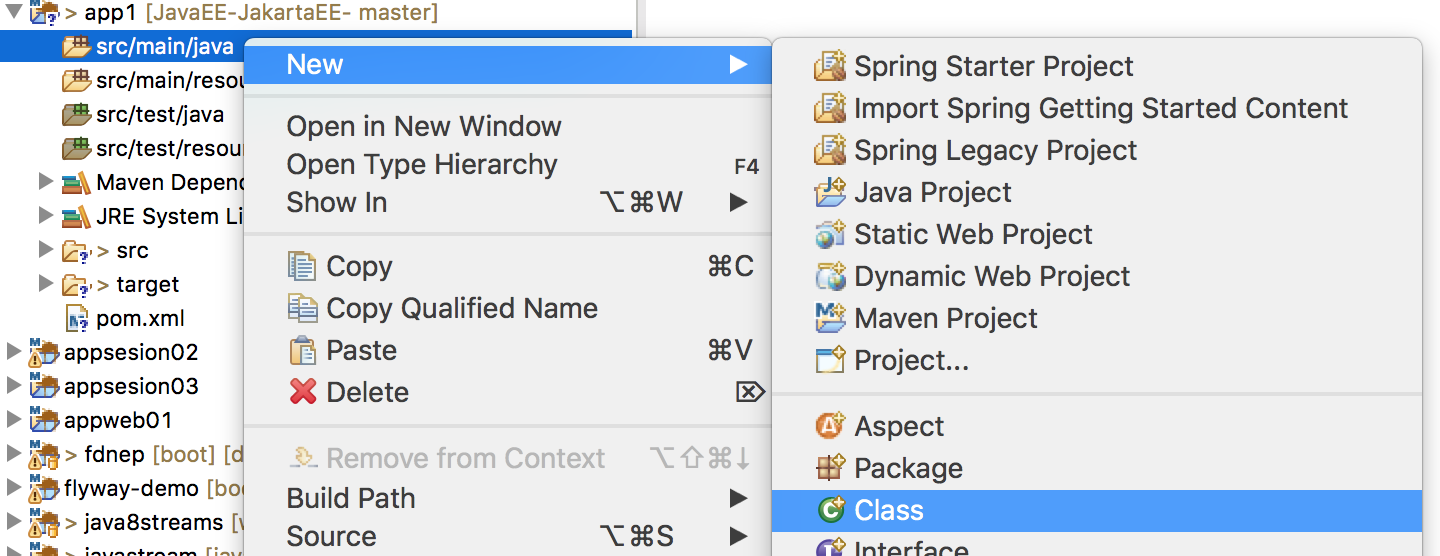 > app1 [JavaEE-JakartaEE- master]
src/main/java
src/main/resou
src/test/java
src/test/resour
Maven Depend
JRE System Li
> src
> target
pom.xml
appsesion02
appsesion03
appweb01
> fdnep [boot] [d
flyway-demo [boo
> java8streams [w
javastream [jav
New
Open in New Window
Open Type Hierarchy F4
Show In ⌥⌘W
Copy ⌘C
Copy Qualified Name
Paste ⌘V
Delete ⌦
Remove from Context ⌥⇧⌘↓
Build Path
Source ⌥⌘S
Spring Starter Project
Import Spring Getting Started Content
Spring Legacy Project
Java Project
Static Web Project
Dynamic Web Project
Maven Project
Project...
Aspect
Package
Class
Interface